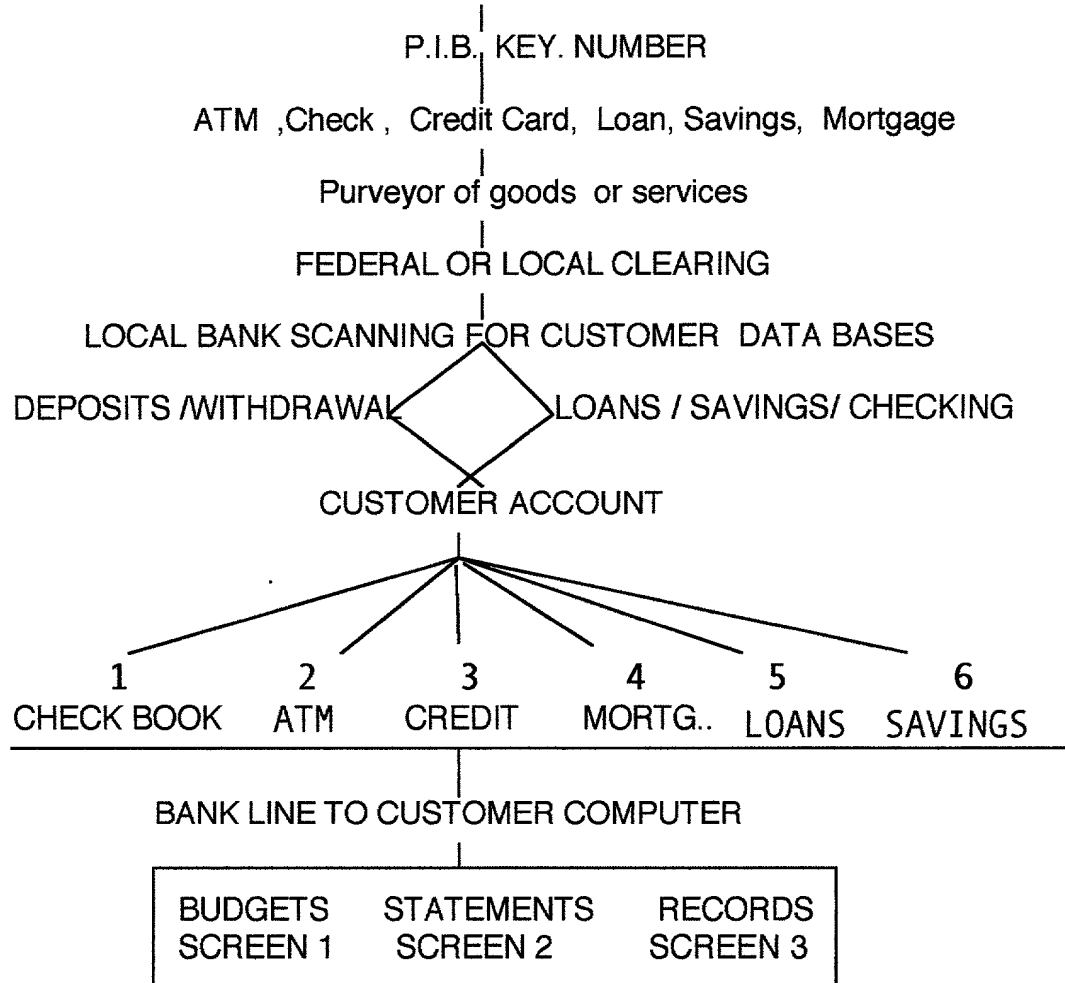 P.I.B. KEY. NUMBER
ATM ,Check , Credit Card, Loan, Savings, Mortgage
Purveyor of goods or services
FEDERAL OR LOCAL CLEARING
LOCAL BANK SCANNING FOR CUSTOMER DATA BASES
DEPOSITS /WITHDRAWAL LOANS / SAVINGS/ CHECKING
CUSTOMER ACCOUNT
1 2 3 4 5 6
CHECK BOOK ATM CREDIT MORTG.. LOANS SAVINGS
BANK LINE TO CUSTOMER COMPUTER
BUDGETS STATEMENTS RECORDS
SCREEN 1 SCREEN 2 SCREEN 3